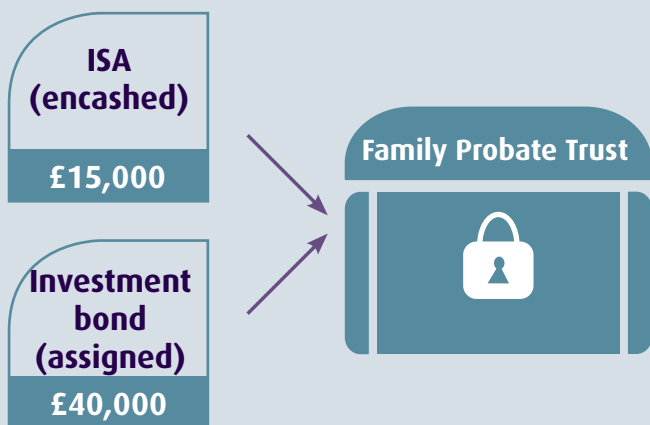 ISA
(encashed)
£15,000
Family Probate Trust
Investment
bond
(assigned)
£40,000